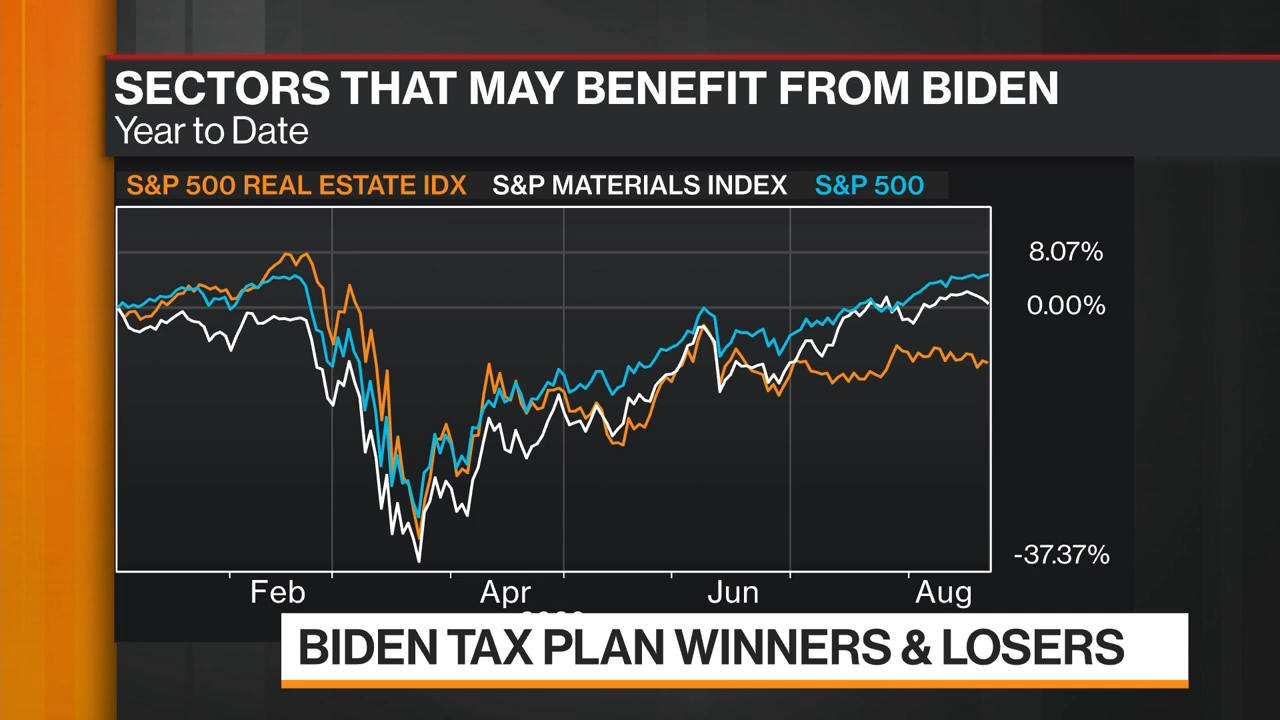 SECTORS THAT MAY BENEFIT FROM BIDEN
Year to Date
S&P 500 REAL ESTATE IDX S&P MATERIALS INDEX S&P 500
8.07%
0.00%
-37.37%
Feb Apr Jun Aug
BIDEN TAX PLAN WINNERS & LOSERS